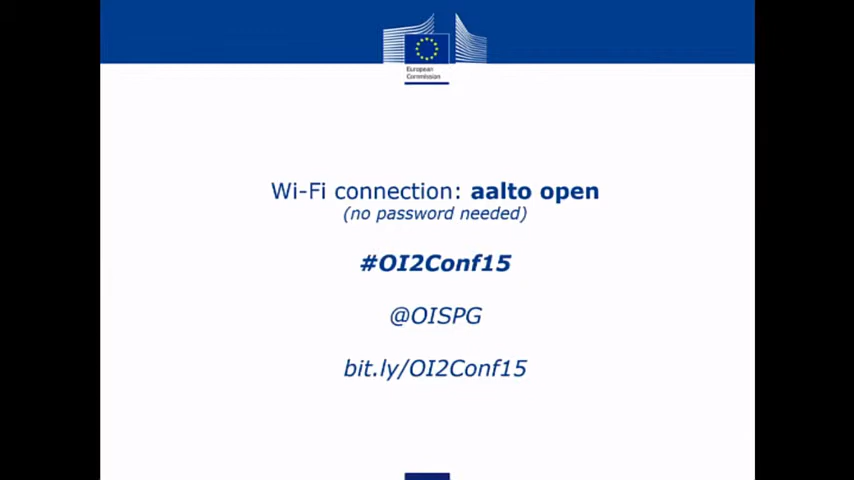 European
Commission
Wi-Fi connection: aalto open
(no password needed)
#OI2Conf15
@OISPG
bit.ly/OI2Conf15